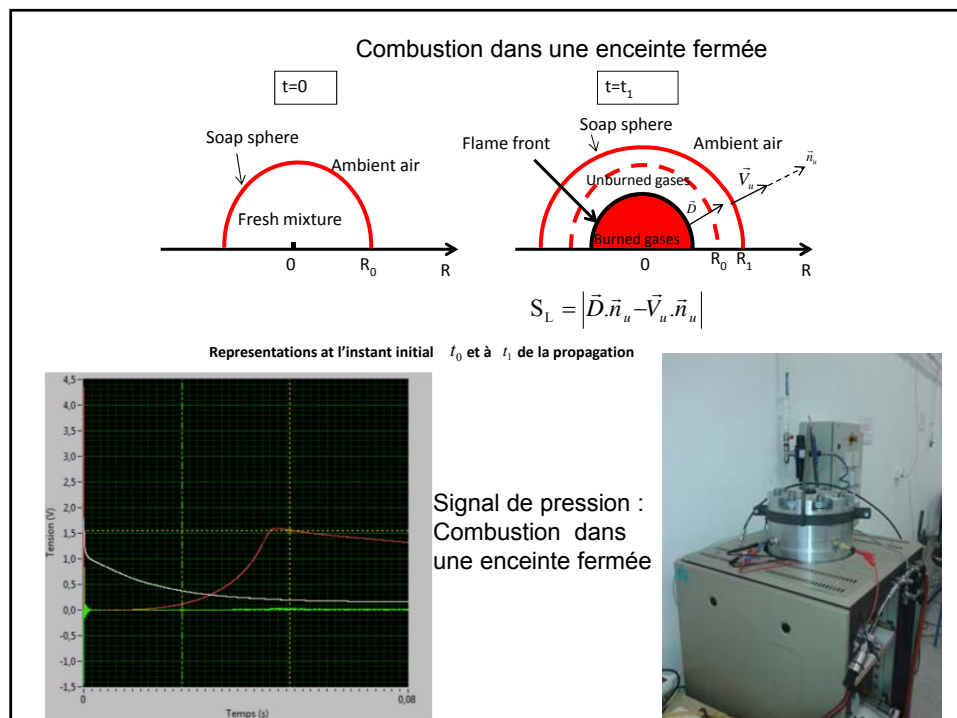 Combustion dans une enceinte fermée
t=0
t=t1
Soap sphere
Ambient air
Fresh mixture
0
R0
R
Soap sphere
Flame front
Ambient air
Unburned gases
Burned gases
D⃗
V⃗u
n⃗u
0
R0
R1
R
SL = |D⃗.n⃗u − V⃗u.n⃗u|
Representations at l'instant initial t0 et à t1 de la propagation
4,5
4,0
3,5
3,0
2,5
2,0
1,5
1,0
0,5
0,0
-0,5
-1,0
-1,5
Tension (V)
0
0,08
Temps (s)
Signal de pression :
Combustion dans
une enceinte fermée